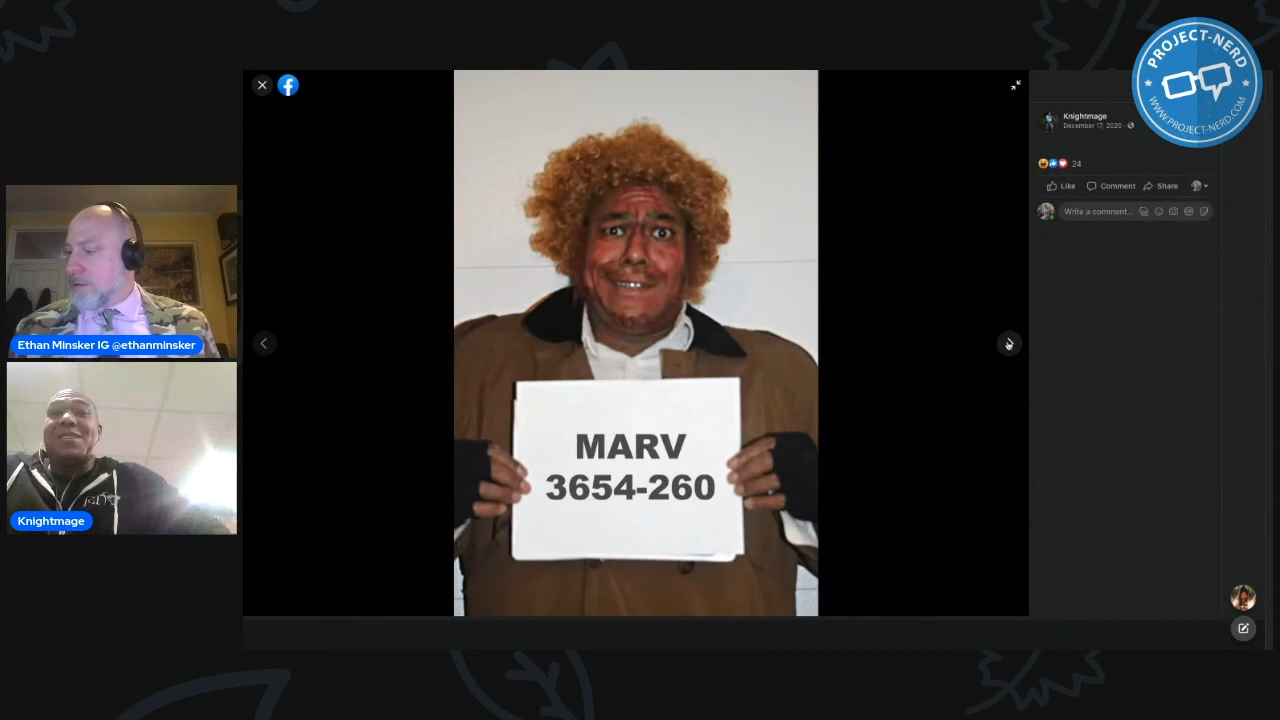 PROJECT-NERD
WWW.PROJECT-NERD.COM
Knightmage
December 17, 2020
24
Like
Comment
Share
Write a comment...
MARV
3654-260
Ethan Minsker IG @ethanminsker
Knightmage